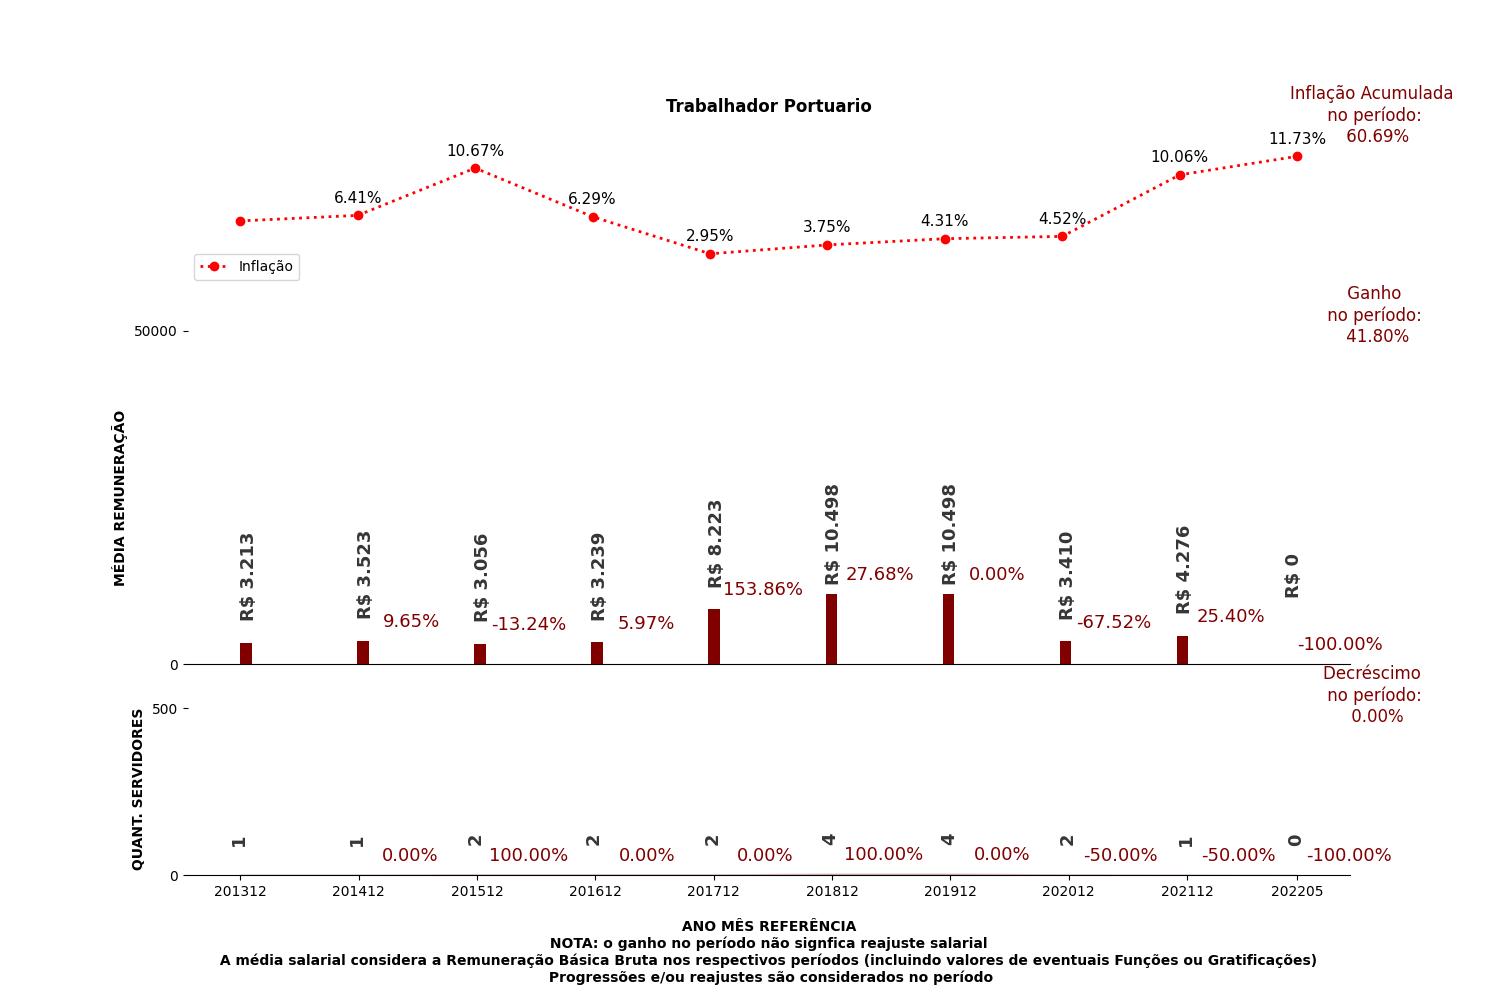 Trabalhador Portuario
Inflação Acumulada
no período:
60.69%
6.41%
10.67%
6.29%
2.95%
3.75%
4.31%
4.52%
10.06%
11.73%
Inflação
Ganho
no período:
41.80%
50000
0
MÉDIA REMUNERAÇÃO
R$ 3.213
R$ 3.523
R$ 3.056
R$ 3.239
R$ 8.223
R$ 10.498
R$ 10.498
R$ 3.410
R$ 4.276
R$ 0
9.65%
-13.24%
5.97%
153.86%
27.68%
0.00%
-67.52%
25.40%
-100.00%
Decréscimo
no período:
0.00%
500
0
QUANT. SERVIDORES
1
1
2
2
2
4
4
2
1
0
0.00%
100.00%
0.00%
0.00%
100.00%
0.00%
-50.00%
-50.00%
-100.00%
201312
201412
201512
201612
201712
201812
201912
202012
202112
202205
ANO MÊS REFERÊNCIA
NOTA: o ganho no período não signfica reajuste salarial
A média salarial considera a Remuneração Básica Bruta nos respectivos períodos (incluindo valores de eventuais Funções ou Gratificações)
Progressões e/ou reajustes são considerados no período